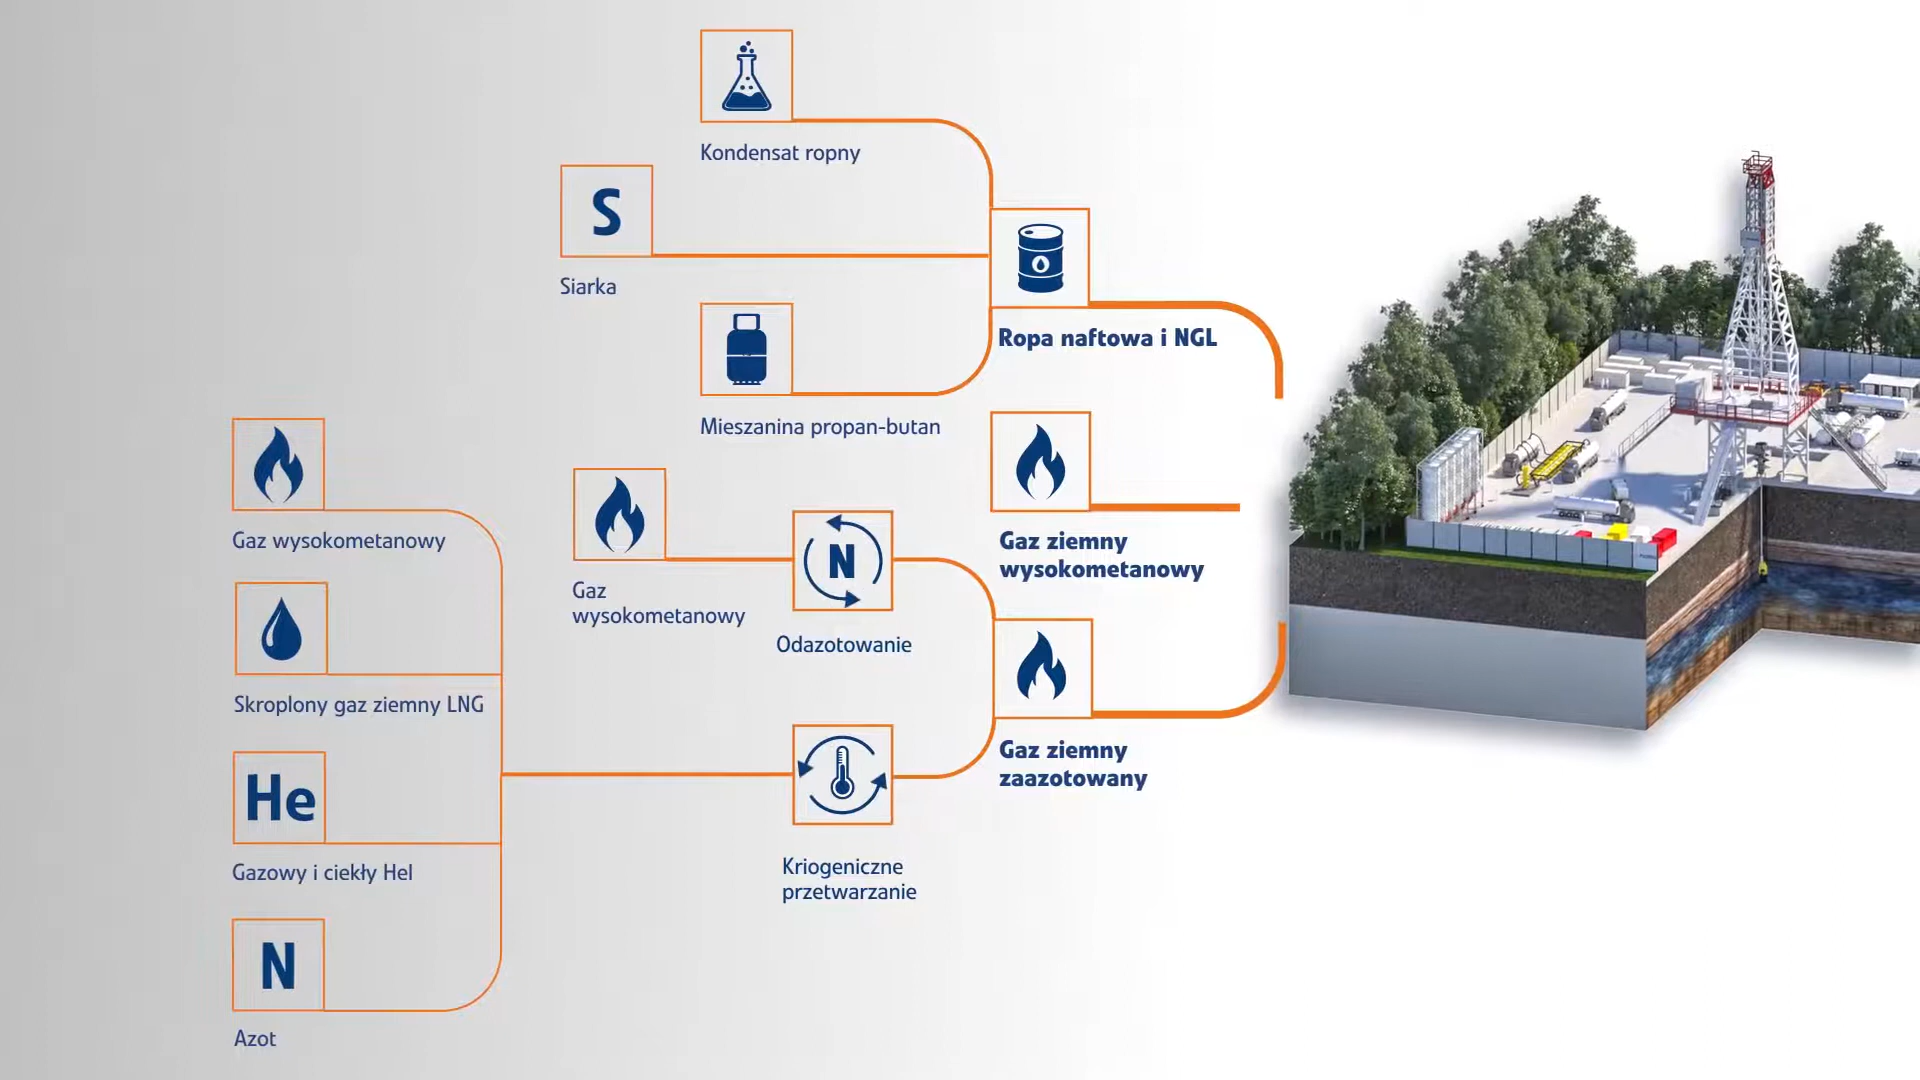 Kondensat ropny
S
Siarka
Ropa naftowa i NGL
Mieszanina propan-butan
Gaz wysokometanowy
Gaz
wysokometanowy
N
Odazotowanie
Gaz ziemny
wysokometanowy
Skroplony gaz ziemny LNG
Gaz ziemny
zaazotowany
He
Gazowy i ciekły Hel
Kriogeniczne
przetwarzanie
N
Azot